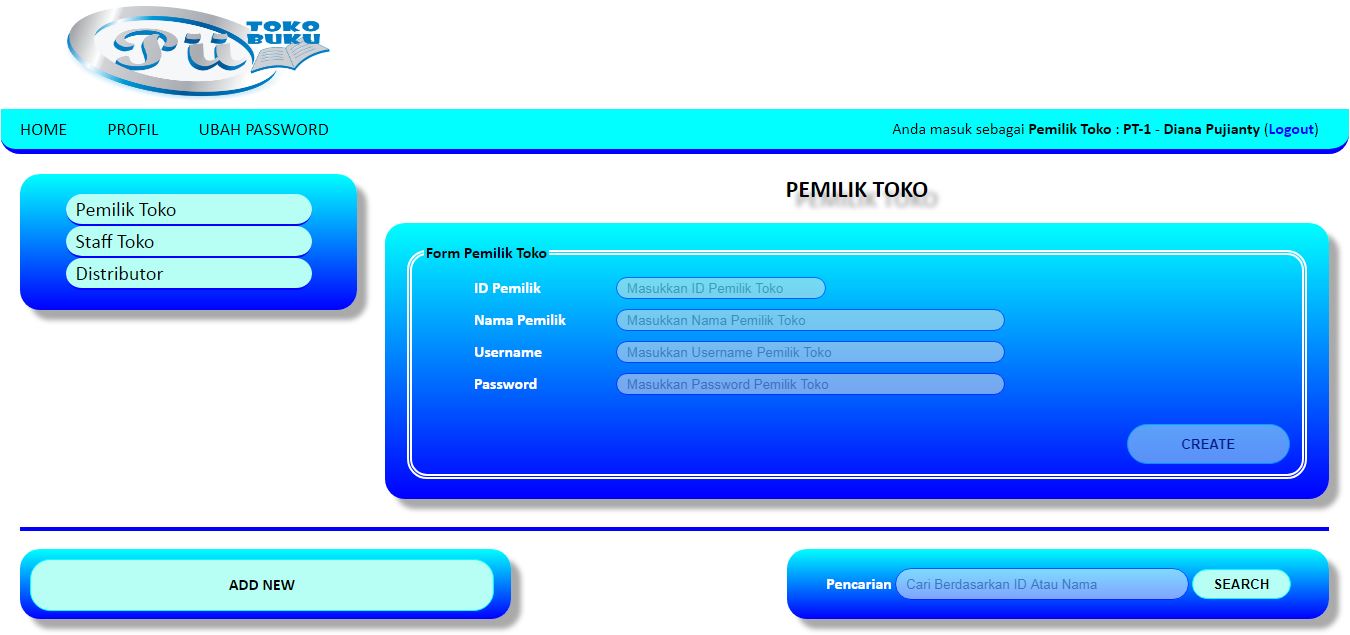 PU TOKO
BUKU
HOME PROFIL UBAH PASSWORD Anda masuk sebagai Pemilik Toko : PT-1 - Diana Pujianty (Logout)
Pemilik Toko
Staff Toko
Distributor
PEMILIK TOKO
Form Pemilik Toko
ID Pemilik Masukkan ID Pemilik Toko
Nama Pemilik Masukkan Nama Pemilik Toko
Username Masukkan Username Pemilik Toko
Password Masukkan Password Pemilik Toko
CREATE
ADD NEW
Pencarian Cari Berdasarkan ID Atau Nama SEARCH